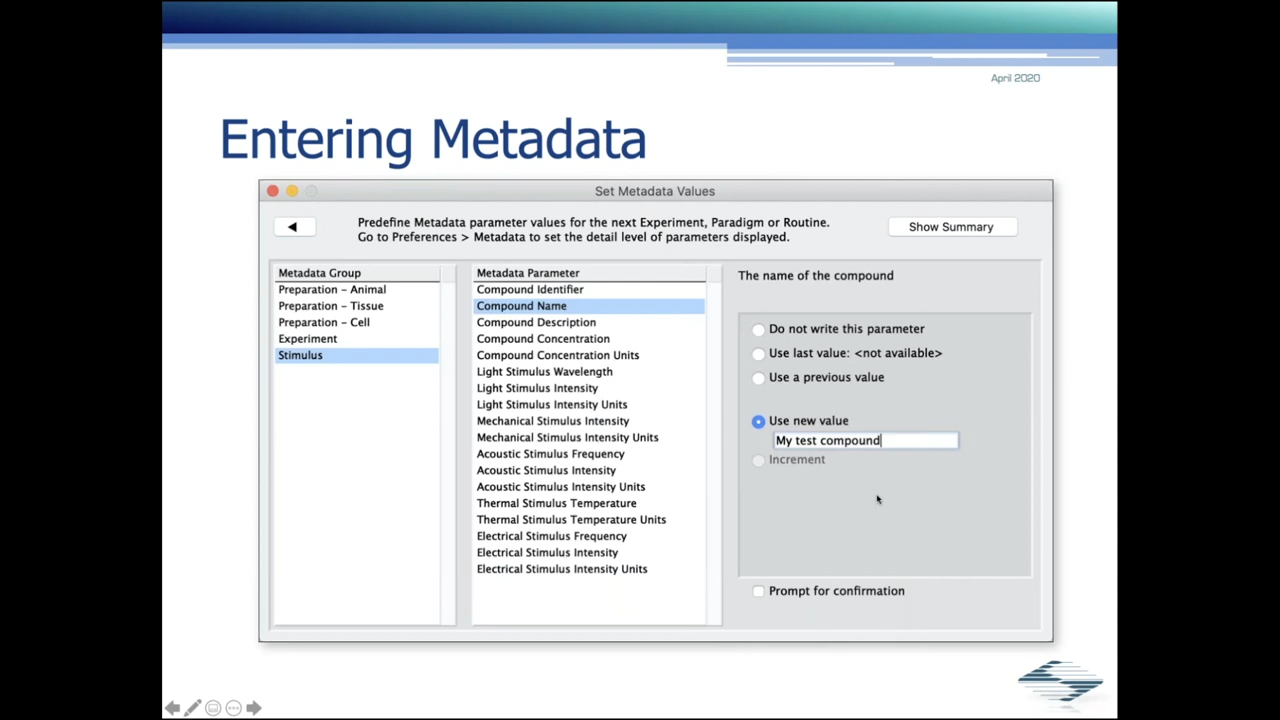 April 2020
Entering Metadata
Set Metadata Values
Predefine Metadata parameter values for the next Experiment, Paradigm or Routine.
Go to Preferences > Metadata to set the detail level of parameters displayed.
Show Summary
Metadata Group
Preparation – Animal
Preparation – Tissue
Preparation – Cell
Experiment
Stimulus
Metadata Parameter
Compound Identifier
Compound Name
Compound Description
Compound Concentration
Compound Concentration Units
Light Stimulus Wavelength
Light Stimulus Intensity
Light Stimulus Intensity Units
Mechanical Stimulus Intensity
Mechanical Stimulus Intensity Units
Acoustic Stimulus Frequency
Acoustic Stimulus Intensity
Acoustic Stimulus Intensity Units
Thermal Stimulus Temperature
Thermal Stimulus Temperature Units
Electrical Stimulus Frequency
Electrical Stimulus Intensity
Electrical Stimulus Intensity Units
The name of the compound
Do not write this parameter
Use last value: <not available>
Use a previous value
Use new value
My test compound
Increment
Prompt for confirmation